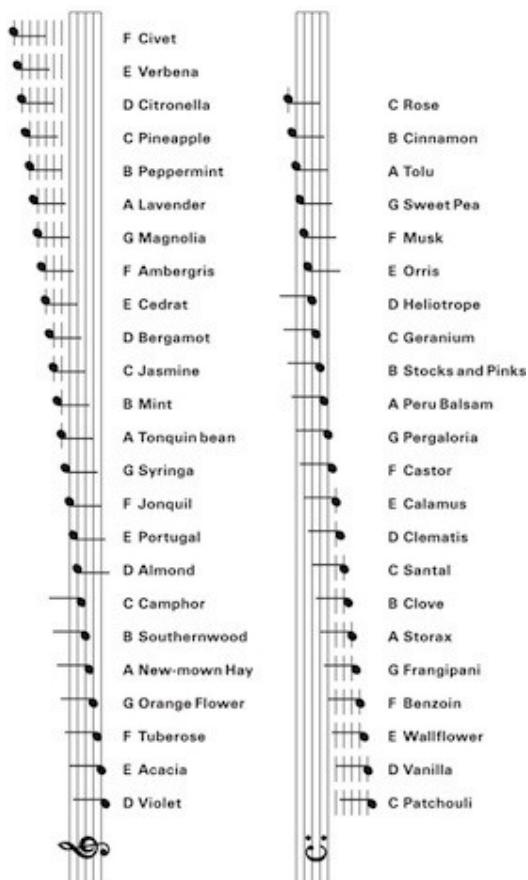 F Civet
E Verbena
D Citronella
C Pineapple
B Peppermint
A Lavender
G Magnolia
F Ambergris
E Cedrat
D Bergamot
C Jasmine
B Mint
A Tonquin bean
G Syringa
F Jonquil
E Portugal
D Almond
C Camphor
B Southernwood
A New-mown Hay
G Orange Flower
F Tuberose
E Acacia
D Violet
C Rose
B Cinnamon
A Tolu
G Sweet Pea
F Musk
E Orris
D Heliotrope
C Geranium
B Stocks and Pinks
A Peru Balsam
G Pergaloria
F Castor
E Calamus
D Clematis
C Santal
B Clove
A Storax
G Frangipani
F Benzoin
E Wallflower
D Vanilla
C Patchouli